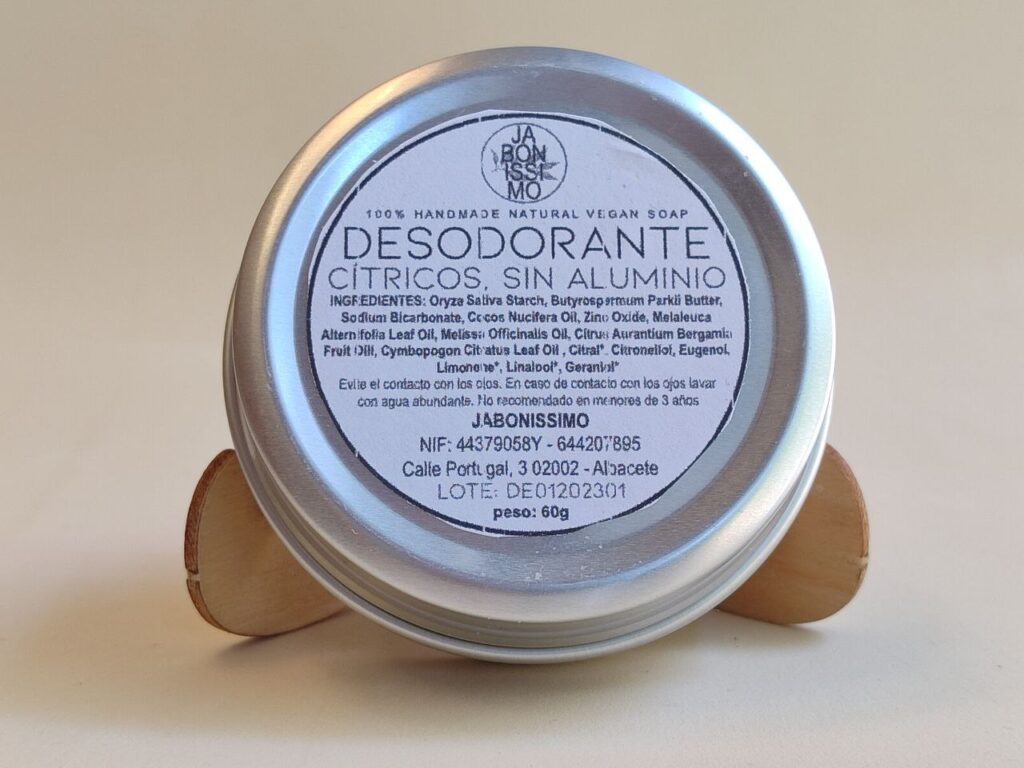 JA
BON
ISSI
MO
100% HANDMADE NATURAL VEGAN SOAP
DESODORANTE
CÍTRICOS, SIN ALUMINIO
INGREDIENTES: Oryza Sativa Starch, Butyrospermum Parkii Butter,
Sodium Bicarbonate, Cocos Nucifera Oil, Zinc Oxide, Melaleuca
Alternifolia Leaf Oil, Melissa Officinalis Oil, Citrus Aurantium Bergamia
Fruit Oill, Cymbopogon Citratus Leaf Oil , Citral*, Citronellol, Eugenol,
Limonene*, Linalool*, Geraniol*
Evite el contacto con los ojos. En caso de contacto con los ojos lavar
con agua abundante. No recomendado en menores de 3 años
JABONISSIMO
NIF: 44379058Y - 644207895
Calle Portugal, 3 02002 - Albacete
LOTE: DE01202301
peso: 60g